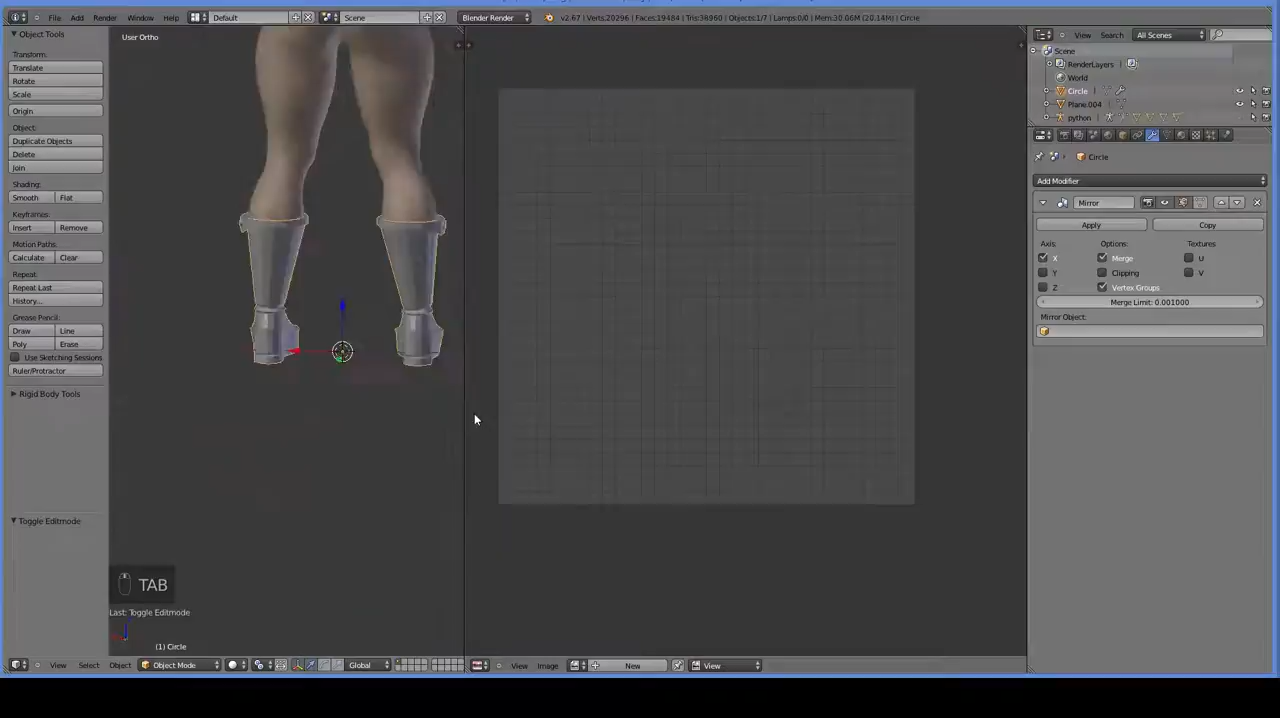 File Add Render Window Help Default Scene Blender Render v2.67 | Verts:20296 | Faces:19484 | Tris:38960 | Objects:1/7 | Lamps:0/0 | Mem:30.06M (20.14M) | Circle
Object Tools
Transform:
Translate
Rotate
Scale
Origin
Object:
Duplicate Objects
Delete
Join
Shading:
Smooth Flat
Keyframes:
Insert Remove
Motion Paths:
Calculate Clear
Repeat:
Repeat Last
History...
Grease Pencil:
Draw Line
Poly Erase
Use Sketching Sessions
Ruler/Protractor
Rigid Body Tools
Toggle Editmode
User Ortho
TAB
Last: Toggle Editmode
(1) Circle
View Select Object Object Mode Global
View Image New View
View Search All Scenes
Scene
RenderLayers |
World
Circle
Plane.004
python
Circle
Add Modifier
Mirror
Apply Copy
Axis: Options: Textures
X Merge U
Y Clipping V
Z Vertex Groups
Merge Limit: 0.001000
Mirror Object: